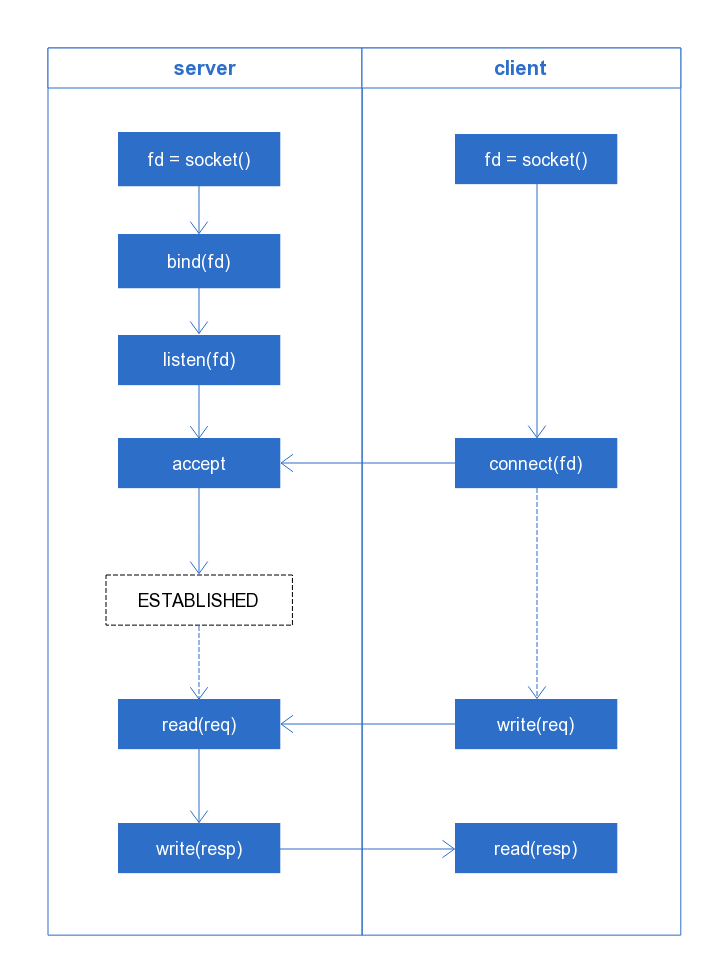 server
client
fd = socket()
fd = socket()
bind(fd)
listen(fd)
accept
connect(fd)
ESTABLISHED
read(req)
write(req)
write(resp)
read(resp)